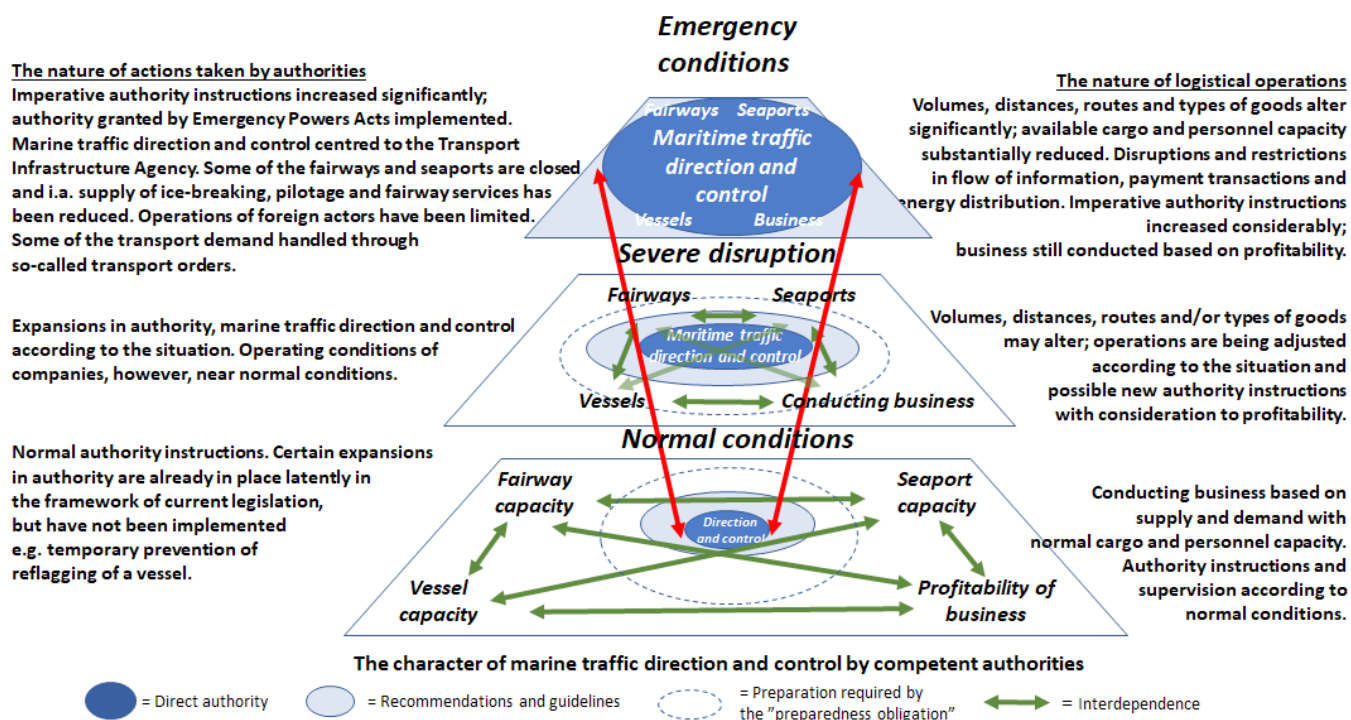 Emergency
conditions
The nature of actions taken by authorities
Imperative authority instructions increased significantly;
authority granted by Emergency Powers Acts implemented.
Marine traffic direction and control centred to the Transport
Infrastructure Agency. Some of the fairways and seaports are closed
and i.a. supply of ice-breaking, pilotage and fairway services has
been reduced. Operations of foreign actors have been limited.
Some of the transport demand handled through
so-called transport orders.
Fairways Seaports
Maritime traffic
direction and
control
Vessels Business
The nature of logistical operations
Volumes, distances, routes and types of goods alter
significantly; available cargo and personnel capacity
substantially reduced. Disruptions and restrictions
in flow of information, payment transactions and
energy distribution. Imperative authority instructions
increased considerably;
business still conducted based on profitability.
Severe disruption
Expansions in authority, marine traffic direction and control
according to the situation. Operating conditions of
companies, however, near normal conditions.
Fairways Seaports
Maritime traffic
direction and control
Vessels Conducting business
Volumes, distances, routes and/or types of goods
may alter; operations are being adjusted
according to the situation and
possible new authority instructions
with consideration to profitability.
Normal conditions
Normal authority instructions. Certain expansions
in authority are already in place latently in
the framework of current legislation,
but have not been implemented
e.g. temporary prevention of
reflagging of a vessel.
Fairway
capacity
Seaport
capacity
Direction
and control
Vessel
capacity
Profitability of
business
Conducting business based on
supply and demand with
normal cargo and personnel capacity.
Authority instructions and
supervision according to
normal conditions.
The character of marine traffic direction and control by competent authorities
= Direct authority
= Recommendations and guidelines
= Preparation required by
the "preparedness obligation"
= Interdependence